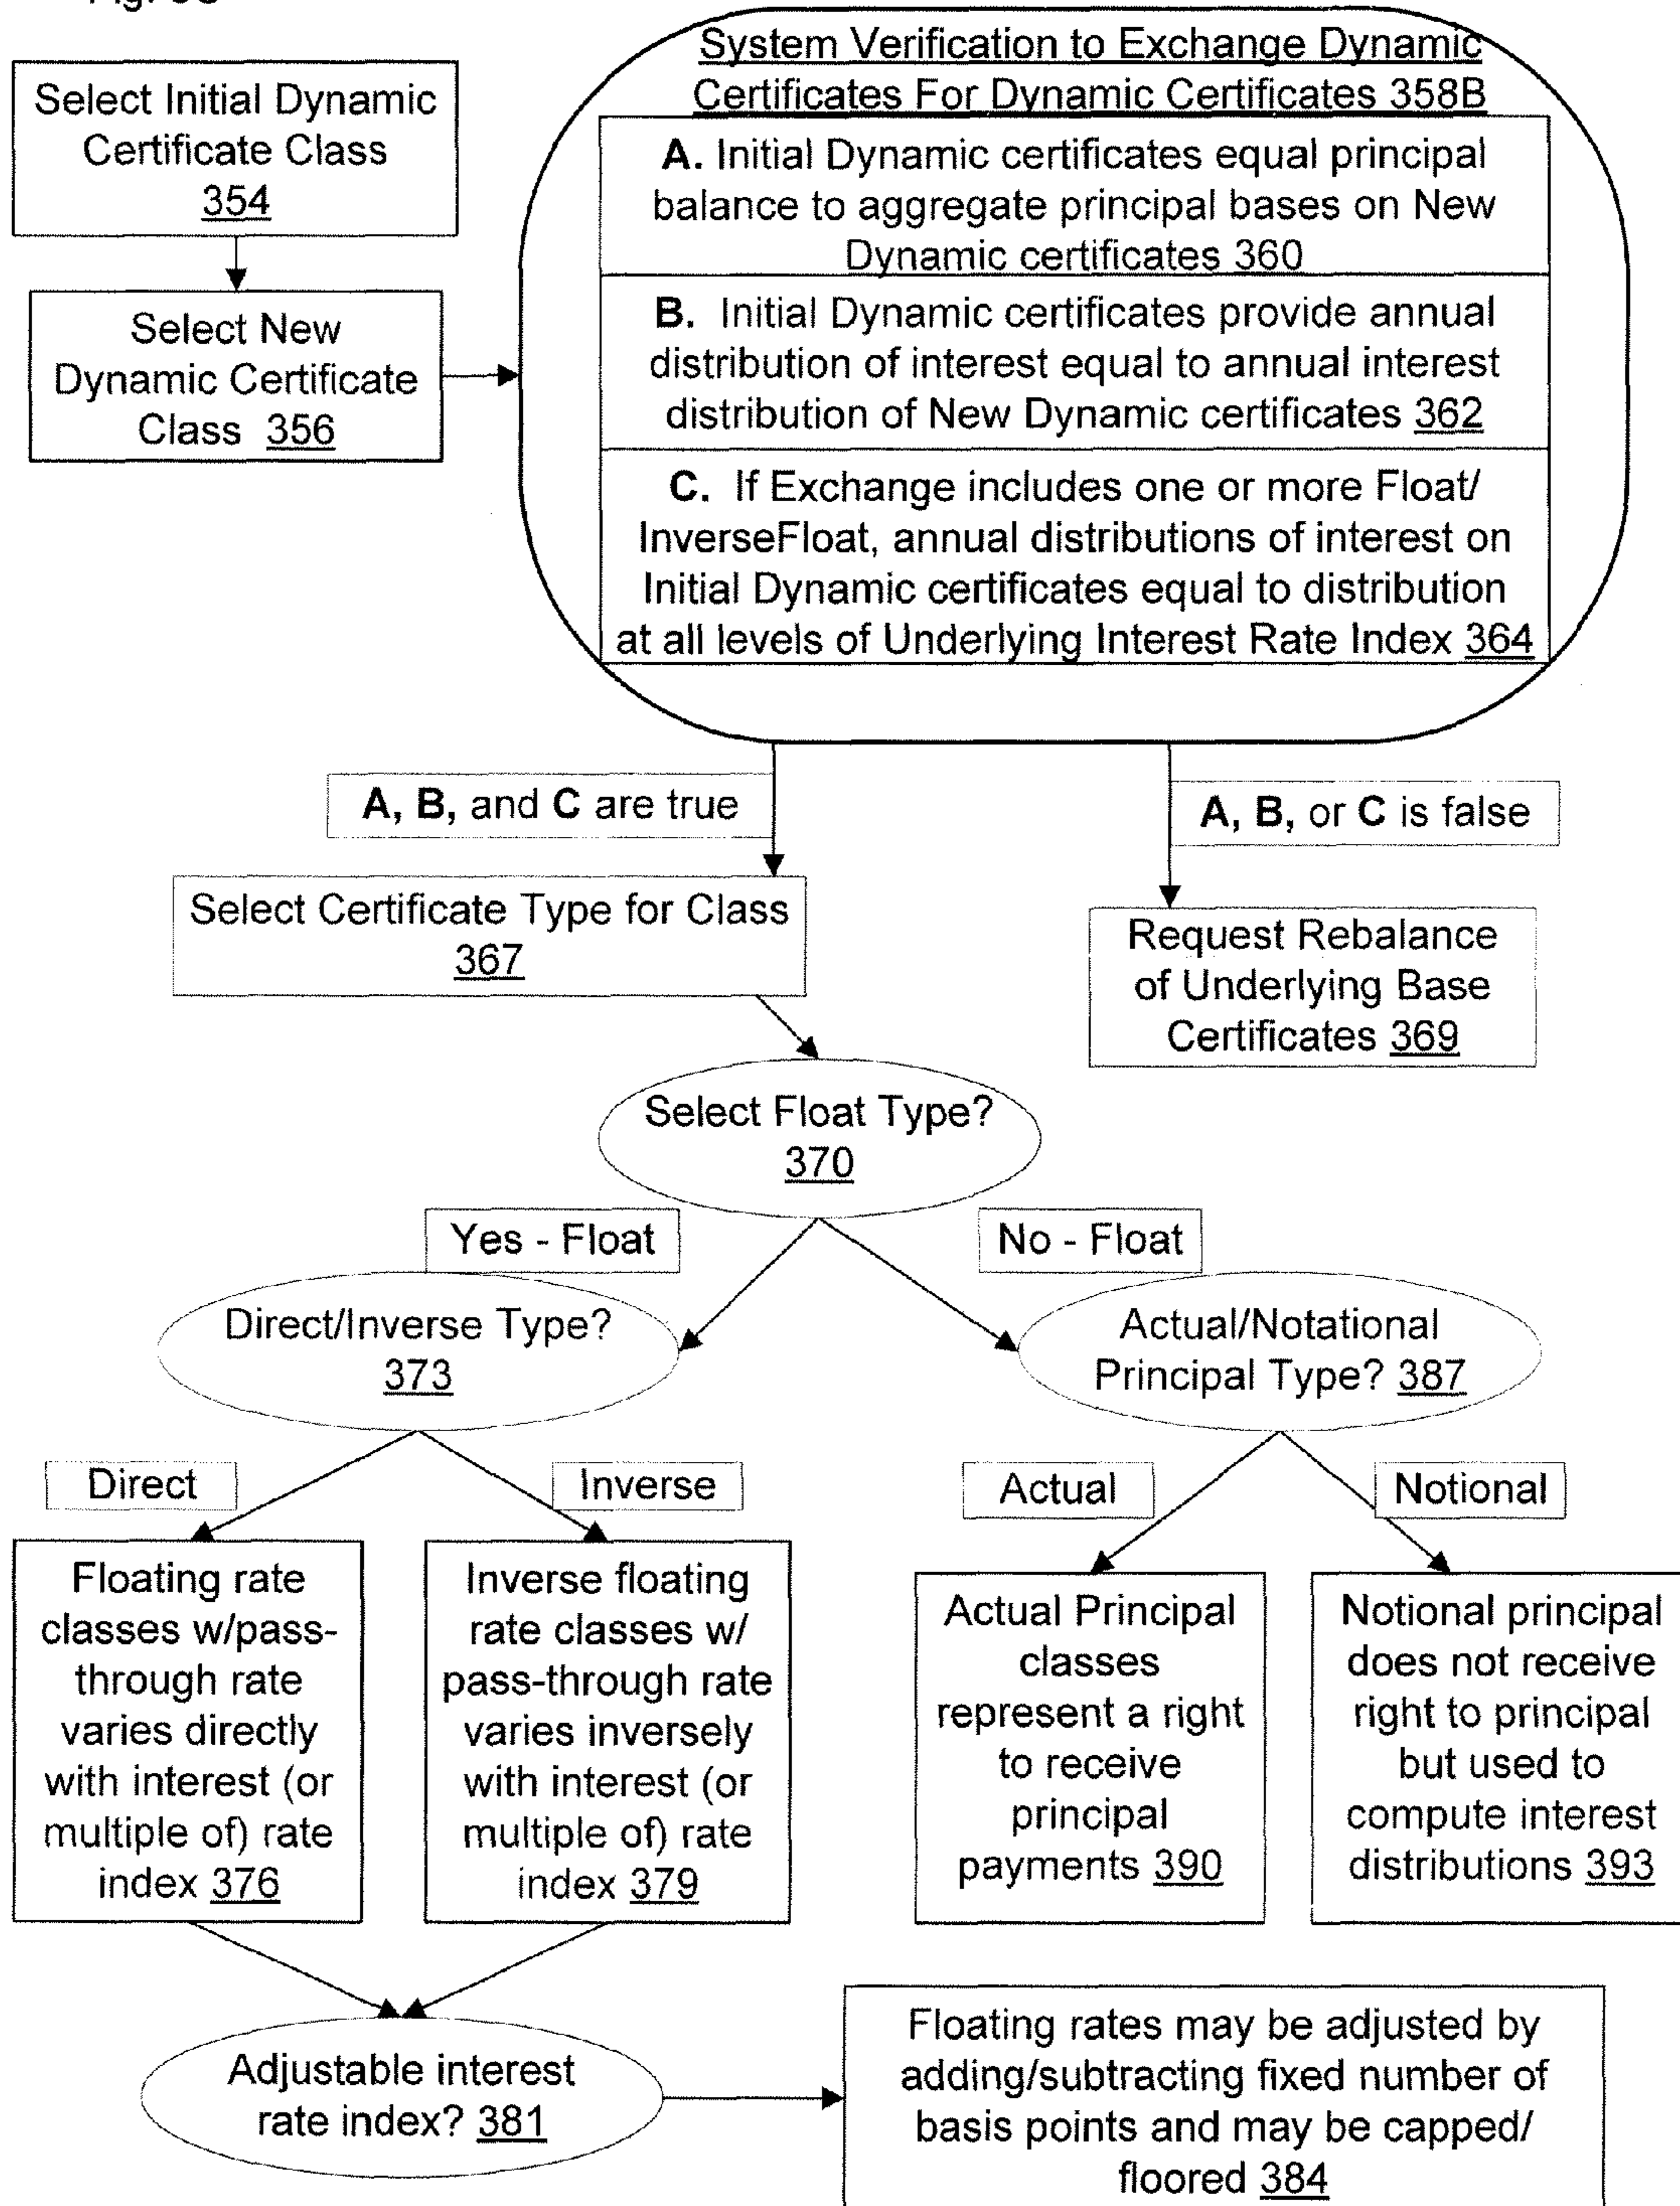 Select Initial Dynamic
Certificate Class
354
Select New
Dynamic Certificate
Class 356
System Verification to Exchange Dynamic
Certificates For Dynamic Certificates 358B
A. Initial Dynamic certificates equal principal
balance to aggregate principal bases on New
Dynamic certificates 360
B. Initial Dynamic certificates provide annual
distribution of interest equal to annual interest
distribution of New Dynamic certificates 362
C. If Exchange includes one or more Float/
InverseFloat, annual distributions of interest on
Initial Dynamic certificates equal to distribution
at all levels of Underlying Interest Rate Index 364
A, B, and C are true
A, B, or C is false
Select Certificate Type for Class
367
Request Rebalance
of Underlying Base
Certificates 369
Select Float Type?
370
Yes - Float
No - Float
Direct/Inverse Type?
373
Actual/Notational
Principal Type? 387
Direct
Inverse
Actual
Notional
Floating rate
classes w/pass-
through rate
varies directly
with interest (or
multiple of) rate
index 376
Inverse floating
rate classes w/
pass-through rate
varies inversely
with interest (or
multiple of) rate
index 379
Actual Principal
classes
represent a right
to receive
principal
payments 390
Notional principal
does not receive
right to principal
but used to
compute interest
distributions 393
Adjustable interest
rate index? 381
Floating rates may be adjusted by
adding/subtracting fixed number of
basis points and may be capped/
floored 384